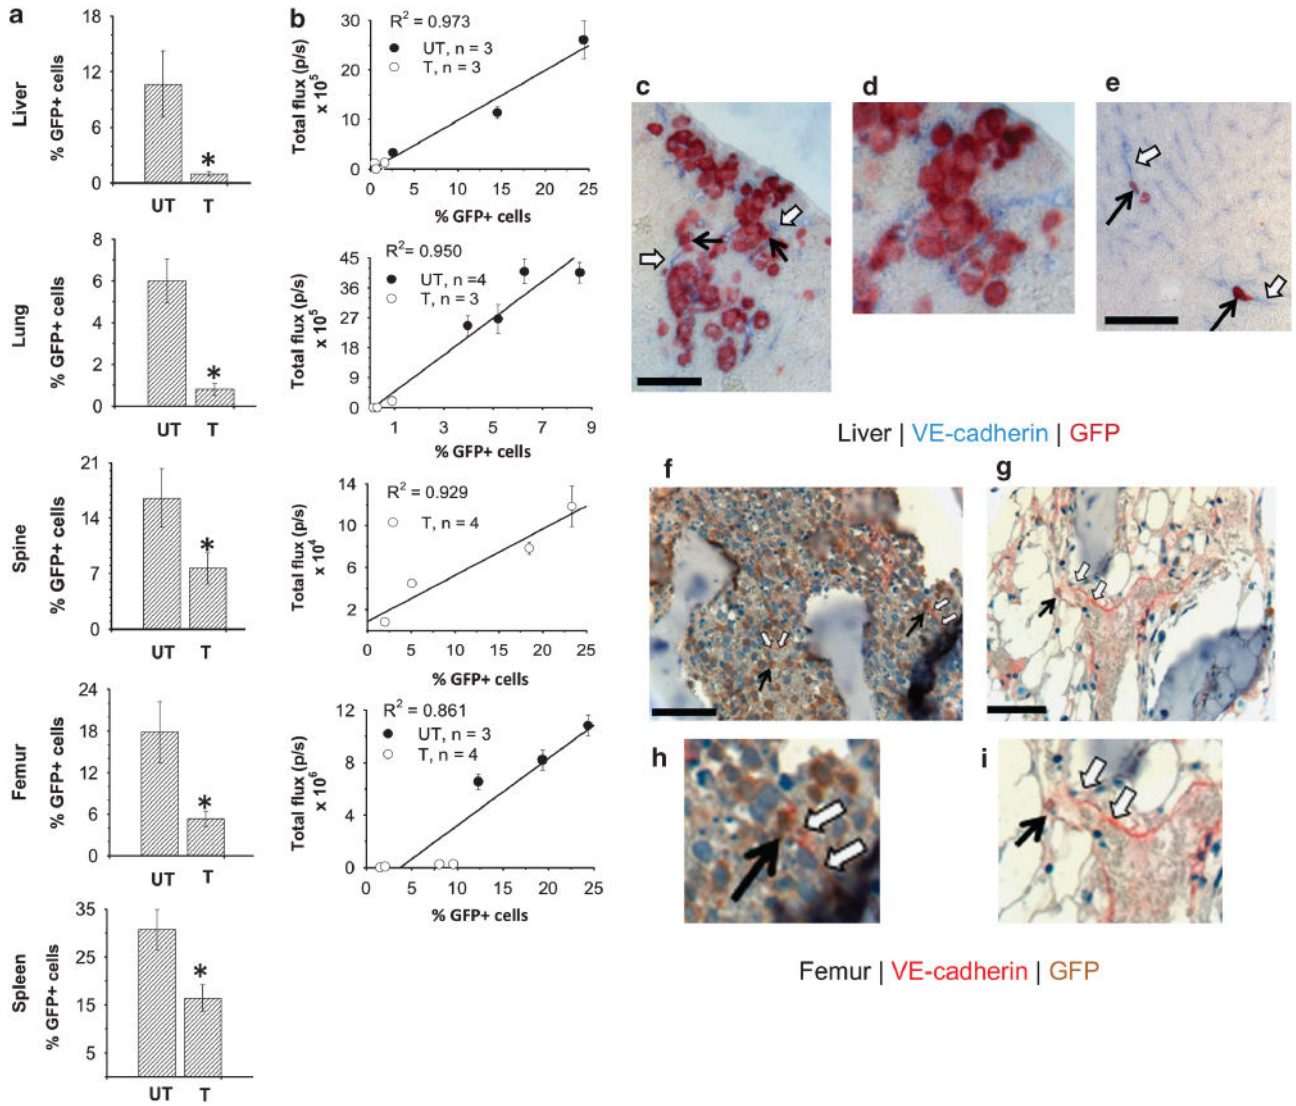 a
Liver
% GFP+ cells
18
12
6
0
*
UT T
Lung
% GFP+ cells
8
6
4
2
0
*
UT T
Spine
% GFP+ cells
21
14
7
0
*
UT T
Femur
% GFP+ cells
24
18
12
6
0
*
UT T
Spleen
% GFP+ cells
35
25
15
5
*
UT T
b
Total flux (p/s)
x 10⁵
30
20
10
0
R² = 0.973
UT, n = 3
T, n = 3
0 5 10 15 20 25
% GFP+ cells
Total flux (p/s)
x 10⁵
R² = 0.950
45
36
27
18
9
0
UT, n =4
T, n = 3
1 3 5 7 9
% GFP+ cells
Total flux (p/s)
x 10⁴
14
10
6
2
R² = 0.929
T, n = 4
0 5 10 15 20 25
% GFP+ cells
Total flux (p/s)
x 10⁶
12
8
4
0
R² = 0.861
UT, n = 3
T, n = 4
0 5 10 15 20 25
% GFP+ cells
c
d
e
Liver | VE-cadherin | GFP
f
g
h
i
Femur | VE-cadherin | GFP